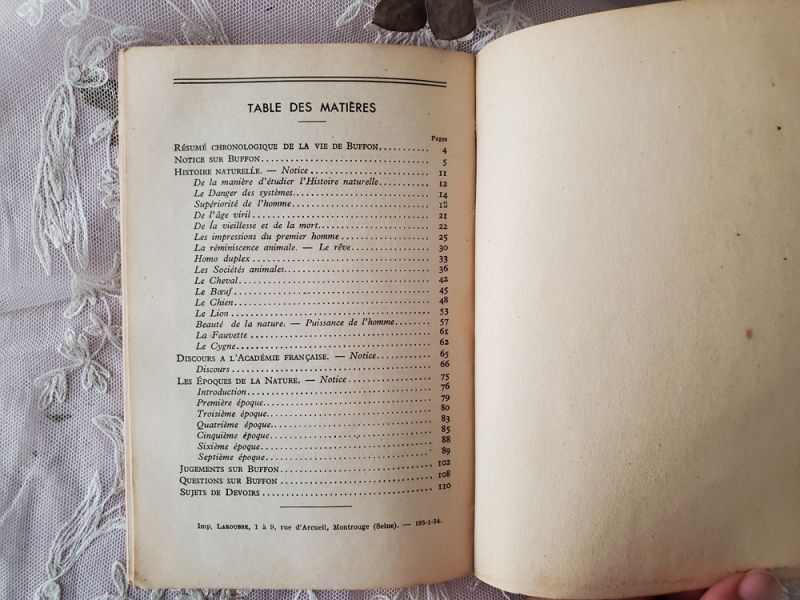 TABLE DES MATIÈRES
Pages
RÉSUMÉ CHRONOLOGIQUE DE LA VIE DE BUFFON.......... 4
NOTICE SUR BUFFON.......... 5
HISTOIRE NATURELLE. — Notice.......... 11
De la manière d'étudier l'Histoire naturelle.......... 12
Le Danger des systèmes.......... 14
Supériorité de l'homme.......... 18
De l'âge viril.......... 21
De la vieillesse et de la mort.......... 22
Les impressions du premier homme.......... 25
La réminiscence animale. — Le rêve.......... 30
Homo duplex.......... 33
Les Sociétés animales.......... 36
Le Cheval.......... 42
Le Bœuf.......... 45
Le Chien.......... 48
Le Lion.......... 53
Beauté de la nature. — Puissance de l'homme.......... 57
La Fauvette.......... 61
Le Cygne.......... 62
DISCOURS A L'ACADÉMIE FRANÇAISE. — Notice.......... 65
Discours.......... 66
LES ÉPOQUES DE LA NATURE. — Notice.......... 75
Introduction.......... 76
Première époque.......... 79
Troisième époque.......... 80
Quatrième époque.......... 83
Cinquième époque.......... 85
Sixième époque.......... 88
Septième époque.......... 89
JUGEMENTS SUR BUFFON.......... 102
QUESTIONS SUR BUFFON.......... 108
SUJETS DE DEVOIRS.......... 110
Imp. LAROUSSE, 1 à 9, rue d'Arcueil, Montrouge (Seine). — 195-1-34.